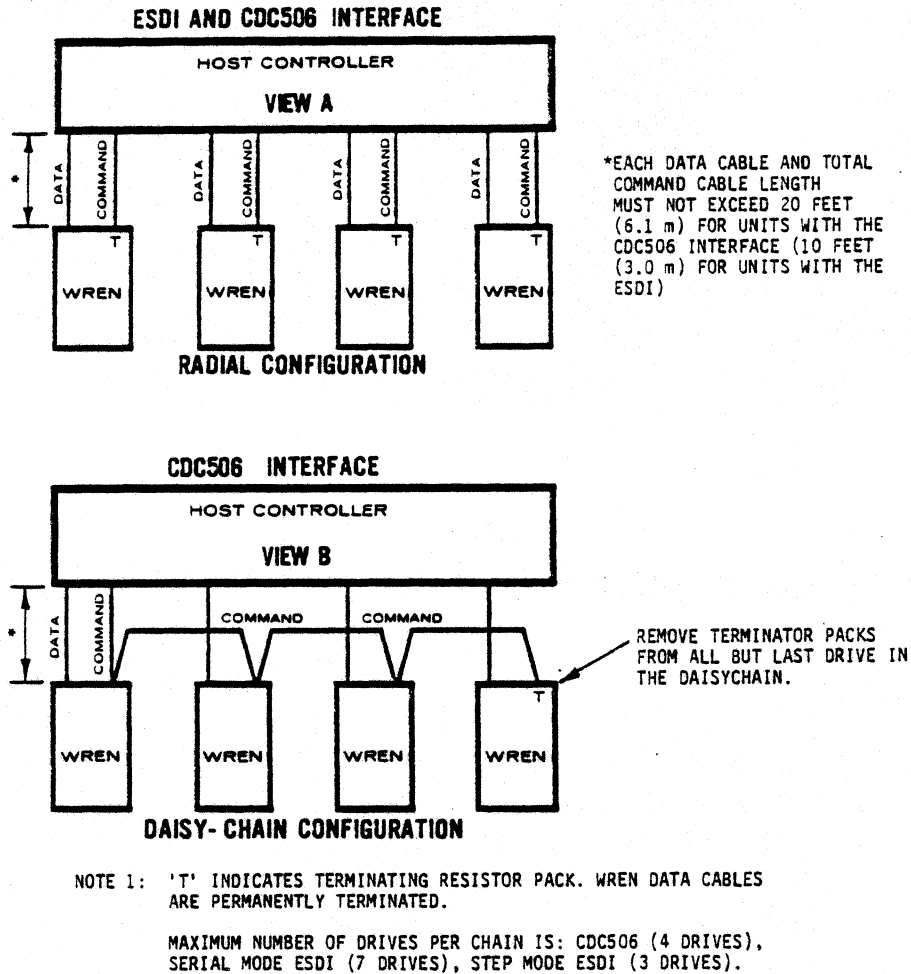 ESDI AND CDC506 INTERFACE
HOST CONTROLLER
VIEW A
*
DATA
COMMAND
DATA
COMMAND
DATA
COMMAND
DATA
COMMAND
T
T
T
T
WREN
WREN
WREN
WREN
RADIAL CONFIGURATION
*EACH DATA CABLE AND TOTAL
COMMAND CABLE LENGTH
MUST NOT EXCEED 20 FEET
(6.1 m) FOR UNITS WITH THE
CDC506 INTERFACE (10 FEET
(3.0 m) FOR UNITS WITH THE
ESDI)
CDC506 INTERFACE
HOST CONTROLLER
VIEW B
*
DATA
COMMAND
COMMAND
COMMAND
T
WREN
WREN
WREN
WREN
REMOVE TERMINATOR PACKS
FROM ALL BUT LAST DRIVE IN
THE DAISYCHAIN.
DAISY- CHAIN CONFIGURATION
NOTE 1: 'T' INDICATES TERMINATING RESISTOR PACK. WREN DATA CABLES
ARE PERMANENTLY TERMINATED.
MAXIMUM NUMBER OF DRIVES PER CHAIN IS: CDC506 (4 DRIVES),
SERIAL MODE ESDI (7 DRIVES), STEP MODE ESDI (3 DRIVES).